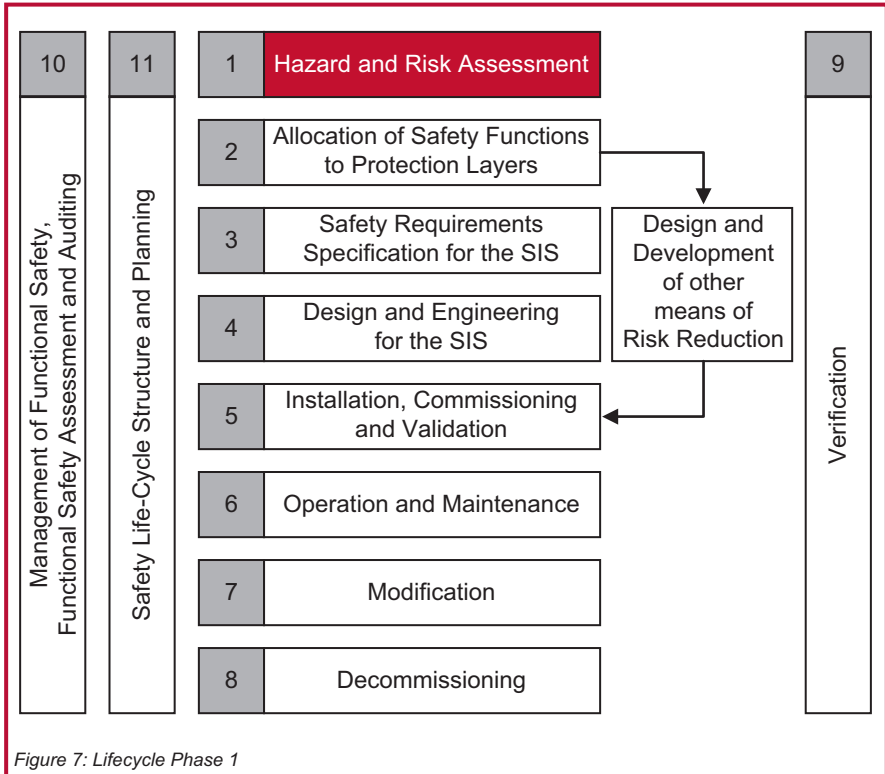 10
Management of Functional Safety,
Functional Safety Assessment and Auditing
11
Safety Life-Cycle Structure and Planning
1
Hazard and Risk Assessment
2
Allocation of Safety Functions
to Protection Layers
3
Safety Requirements
Specification for the SIS
4
Design and Engineering
for the SIS
5
Installation, Commissioning
and Validation
6
Operation and Maintenance
7
Modification
8
Decommissioning
Design and
Development
of other
means of
Risk Reduction
9
Verification
Figure 7: Lifecycle Phase 1